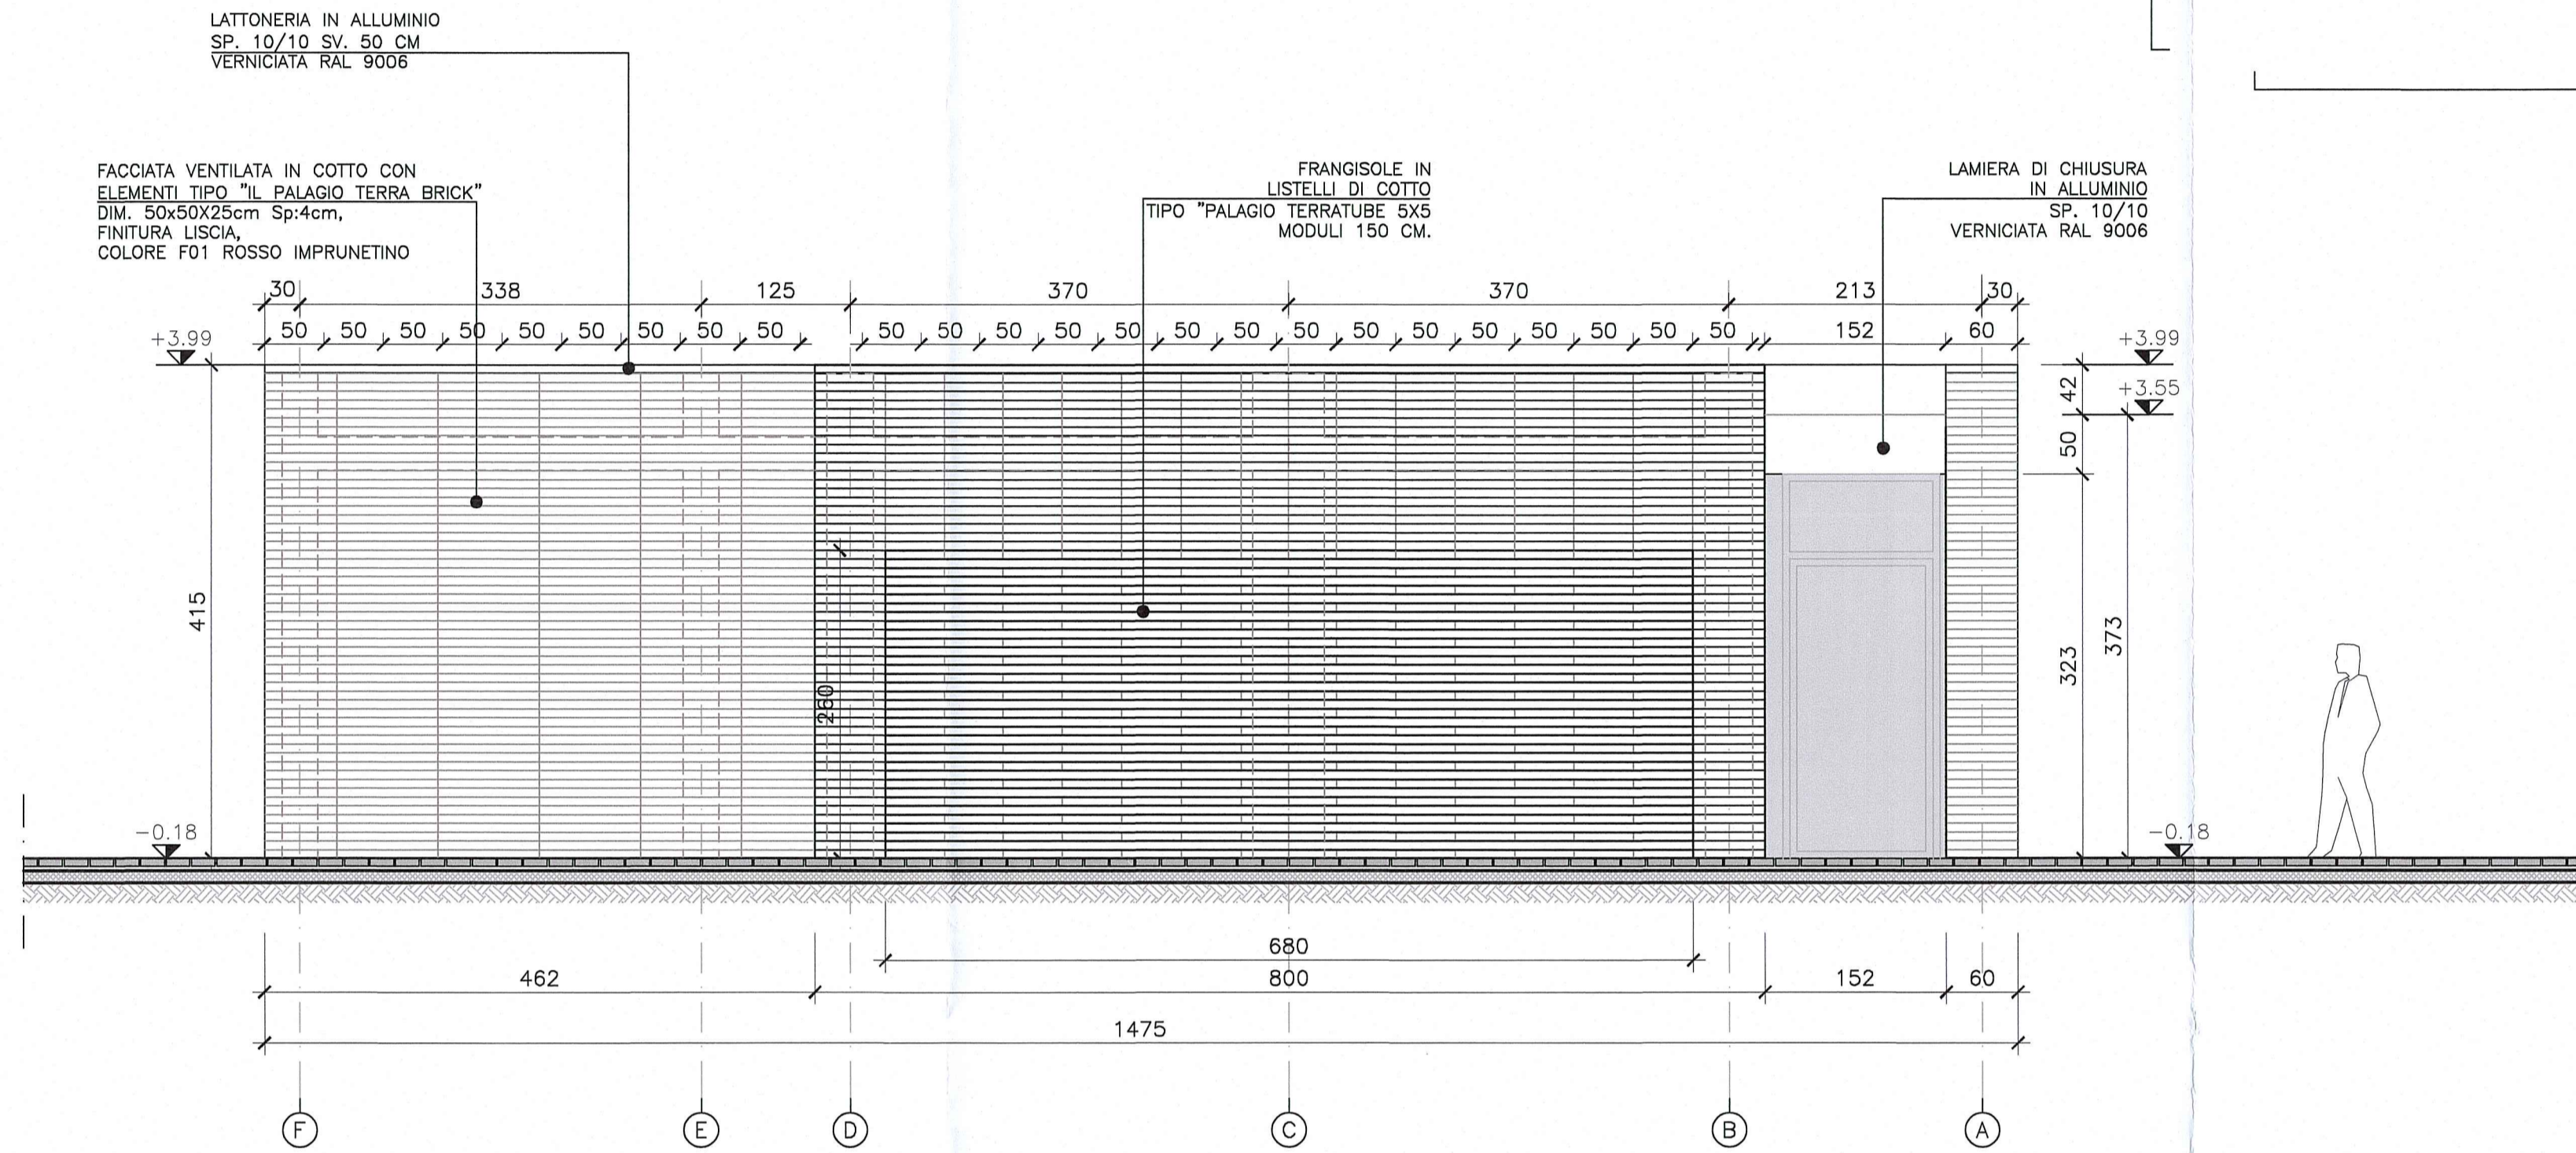 LATTONERIA IN ALLUMINIO
SP. 10/10 SV. 50 CM
VERNICIATA RAL 9006
FACCIATA VENTILATA IN COTTO CON
ELEMENTI TIPO "IL PALAGIO TERRA BRICK"
DIM. 50x50X25cm Sp:4cm,
FINITURA LISCIA,
COLORE F01 ROSSO IMPRUNETINO
FRANGISOLE IN
LISTELLI DI COTTO
TIPO "PALAGIO TERRATUBE 5X5
MODULI 150 CM.
LAMIERA DI CHIUSURA
IN ALLUMINIO
SP. 10/10
VERNICIATA RAL 9006
30 338 125 370 370 213 30
50 50 50 50 50 50 50 50 50 50 50 50 50 50 50 50 50 50 50 50 50 50 50 50 152 60
+3.99
+3.99
+3.55
42
50
415
260
323
373
-0.18
-0.18
680
462 800 152 60
1475
F E D C B A